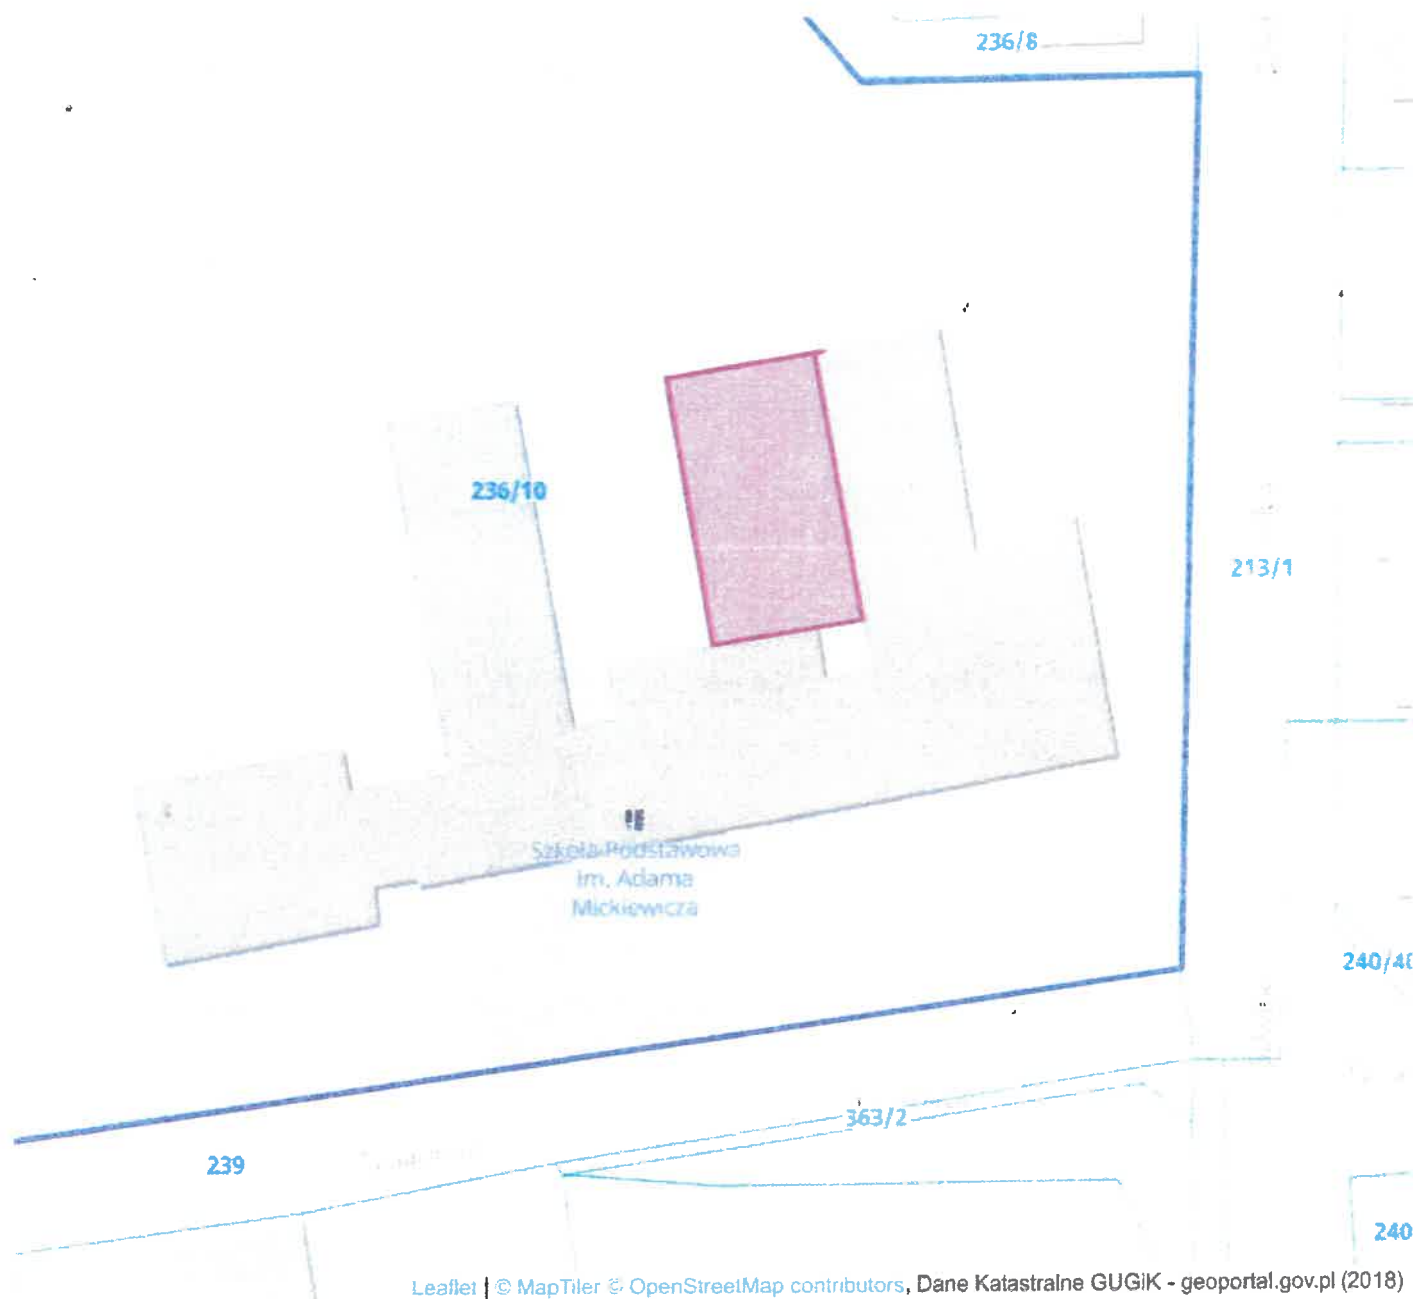 236/8
236/10
213/1
Szkoła Podstawowa
im. Adama
Mickiewicza
240/40
363/2
239
240
Leaflet | © MapTiler © OpenStreetMap contributors, Dane Katastralne GUGiK - geoportal.gov.pl (2018)